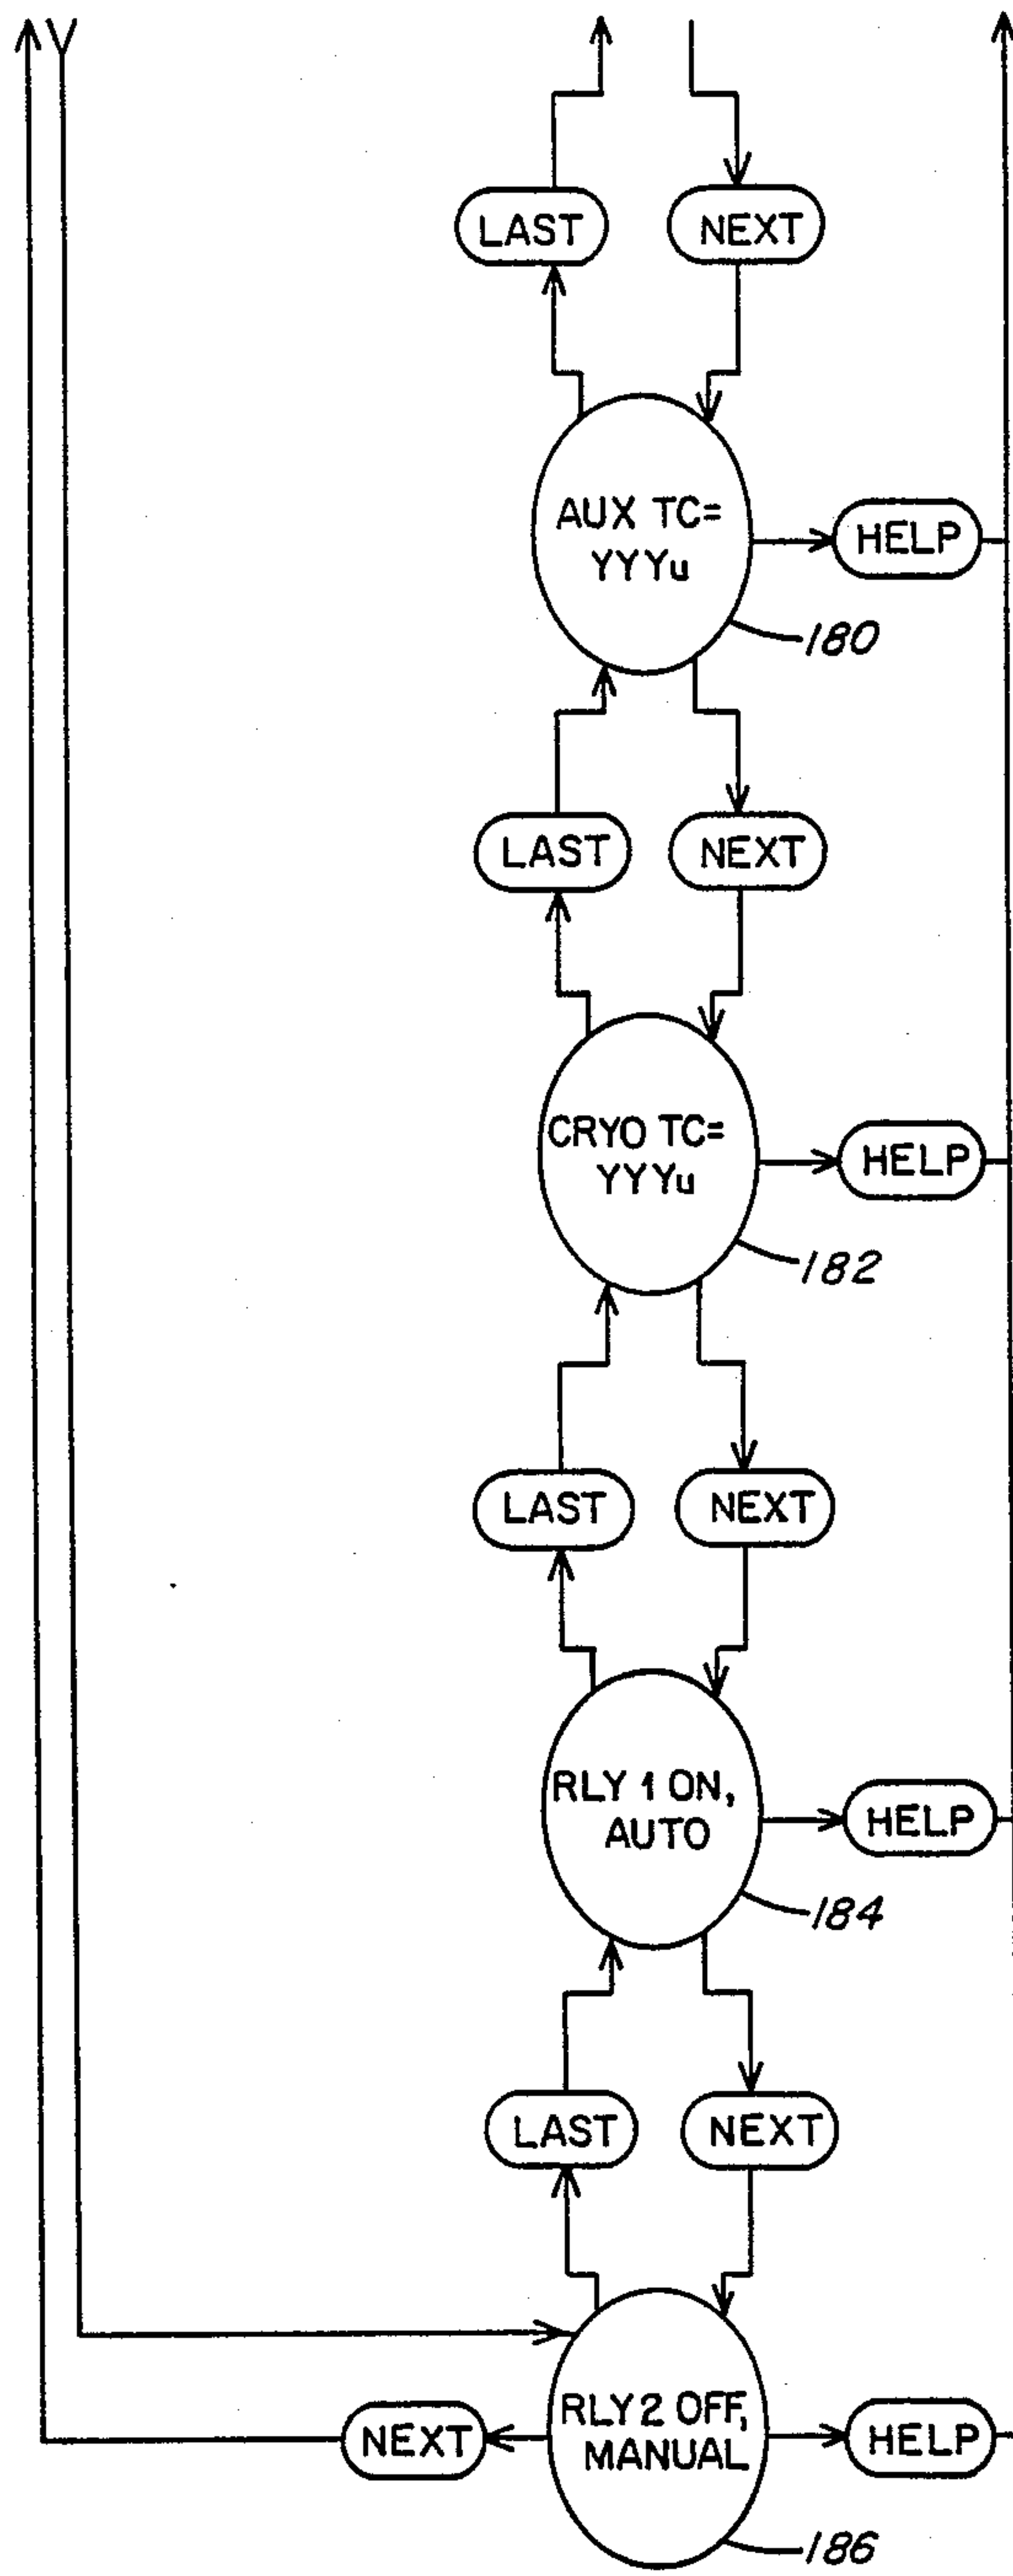 LAST
NEXT
AUX TC=
YYYu
HELP
180
LAST
NEXT
CRYO TC=
YYYu
HELP
182
LAST
NEXT
RLY 1 ON,
AUTO
HELP
184
LAST
NEXT
RLY 2 OFF,
MANUAL
NEXT
HELP
186